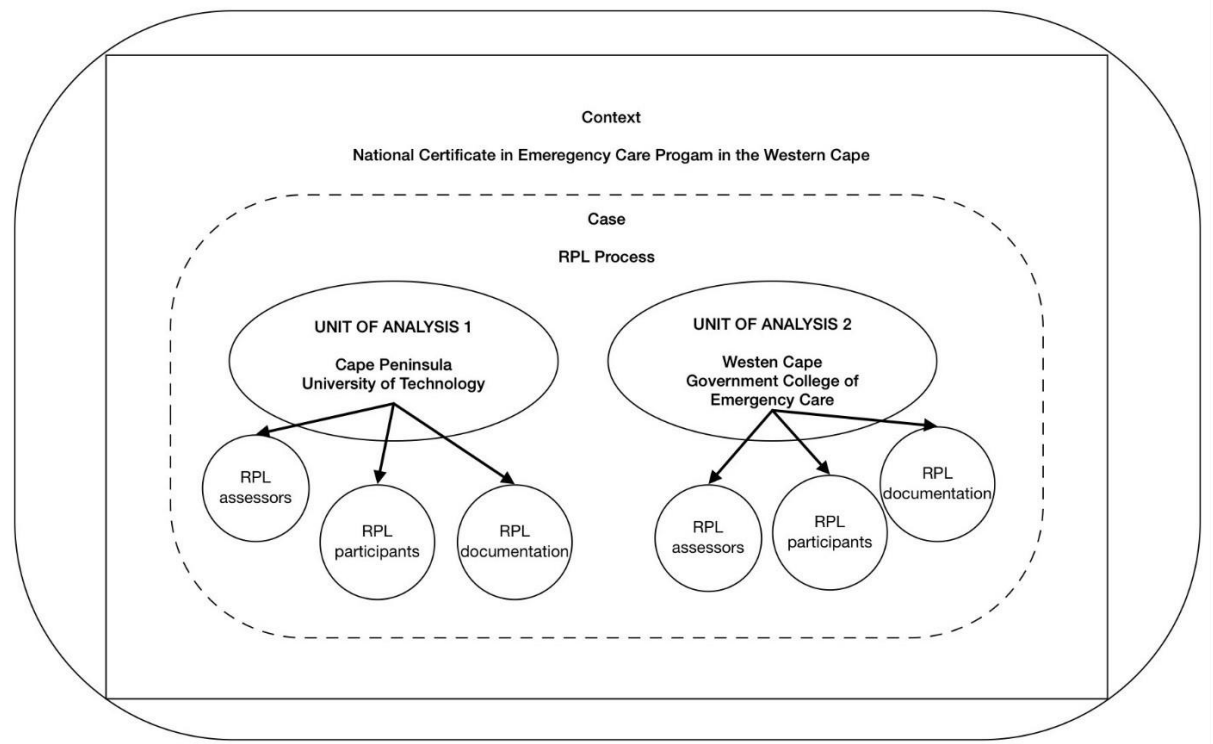 Context
National Certificate in Emeregency Care Progam in the Western Cape
Case
RPL Process
UNIT OF ANALYSIS 1
Cape Peninsula
University of Technology
RPL
assessors
RPL
participants
RPL
documentation
UNIT OF ANALYSIS 2
Westen Cape
Government College of
Emergency Care
RPL
assessors
RPL
participants
RPL
documentation